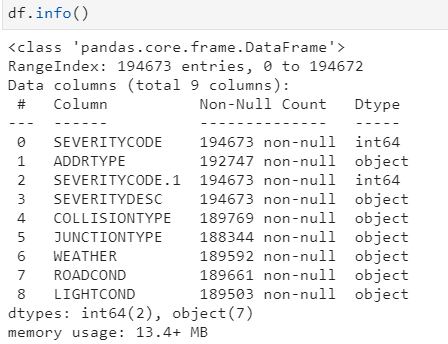 df.info()
<class 'pandas.core.frame.DataFrame'>
RangeIndex: 194673 entries, 0 to 194672
Data columns (total 9 columns):
 #   Column          Non-Null Count   Dtype
---  ------          --------------   -----
 0   SEVERITYCODE    194673 non-null  int64
 1   ADDRTYPE        192747 non-null  object
 2   SEVERITYCODE.1  194673 non-null  int64
 3   SEVERITYDESC    194673 non-null  object
 4   COLLISIONTYPE   189769 non-null  object
 5   JUNCTIONTYPE    188344 non-null  object
 6   WEATHER         189592 non-null  object
 7   ROADCOND        189661 non-null  object
 8   LIGHTCOND       189503 non-null  object
dtypes: int64(2), object(7)
memory usage: 13.4+ MB